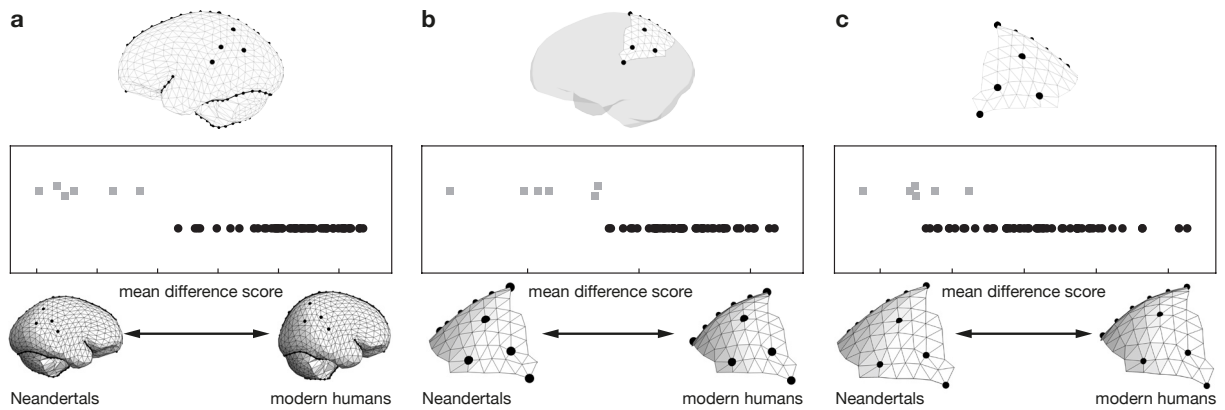 a
b
c
mean difference score
mean difference score
mean difference score
Neandertals
modern humans
Neandertals
modern humans
Neandertals
modern humans